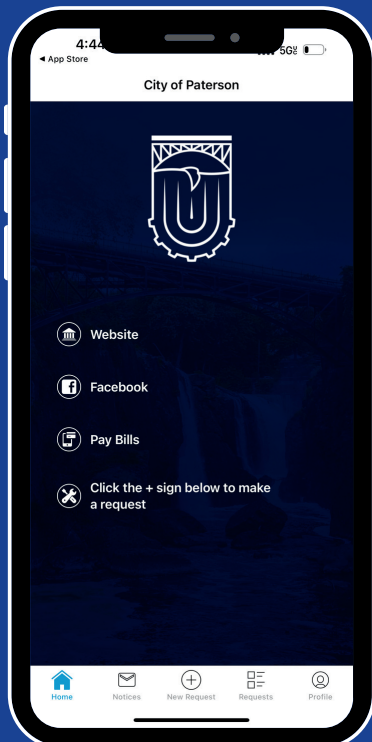 4:44
◀ App Store
5G
City of Paterson
Website
Facebook
Pay Bills
Click the + sign below to make
a request
Home
Notices
New Request
Requests
Profile